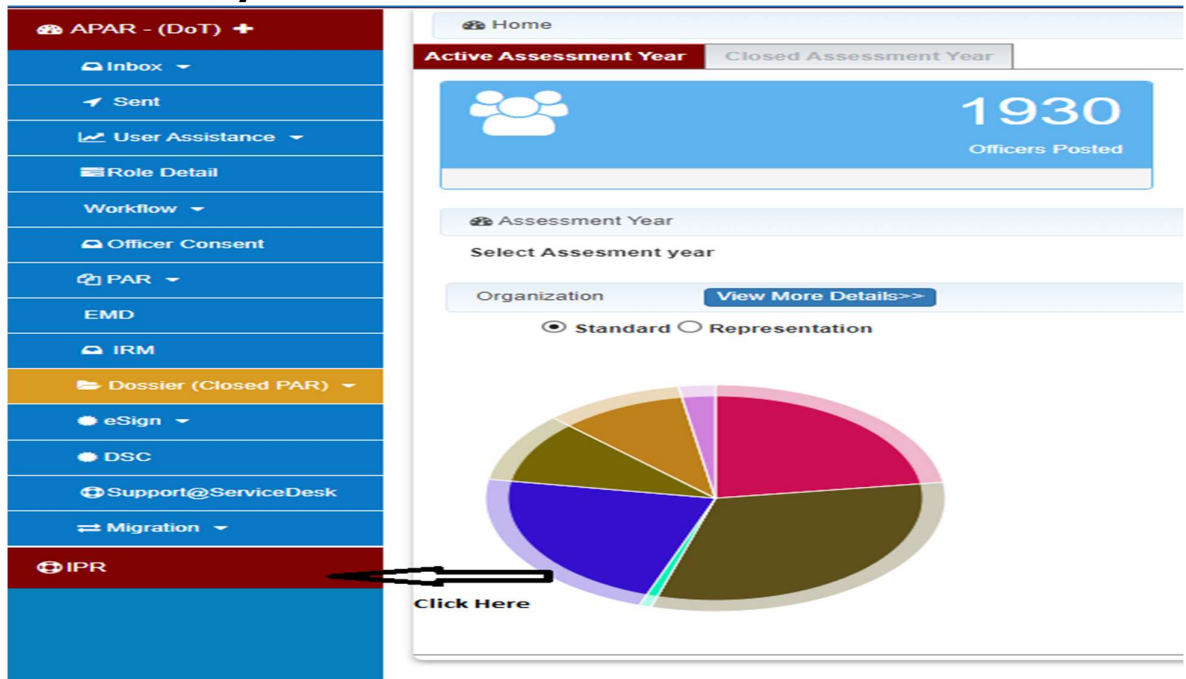 APAR - (DoT)
Inbox
Sent
User Assistance
Role Detail
Workflow
Officer Consent
PAR
EMD
IRM
Dossier (Closed PAR)
eSign
DSC
Support@ServiceDesk
Migration
IPR
Home
Active Assessment Year
Closed Assessment Year
1930
Officers Posted
Assessment Year
Select Assesment year
Organization
View More Details>>
Standard
Representation
Click Here